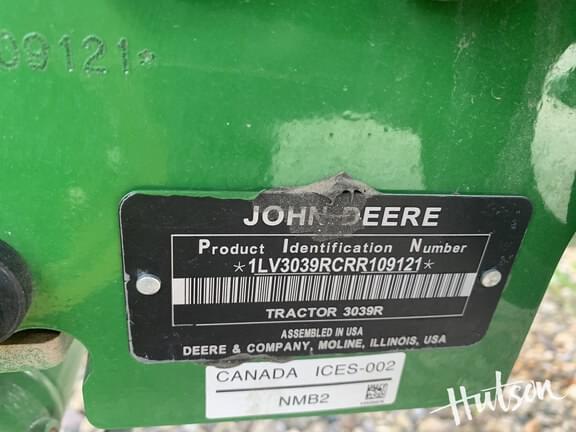 09121*
JOHN DEERE
Product Identification Number
*1LV3039RCRR109121*
TRACTOR 3039R
ASSEMBLED IN USA
DEERE & COMPANY, MOLINE, ILLINOIS, USA
CANADA ICES-002
NMB2
Hutson